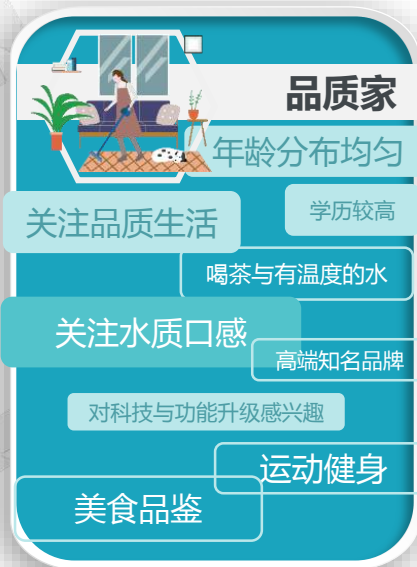 品质家
年龄分布均匀
关注品质生活
学历较高
喝茶与有温度的水
关注水质口感
高端知名品牌
对科技与功能升级感兴趣
运动健身
美食品鉴